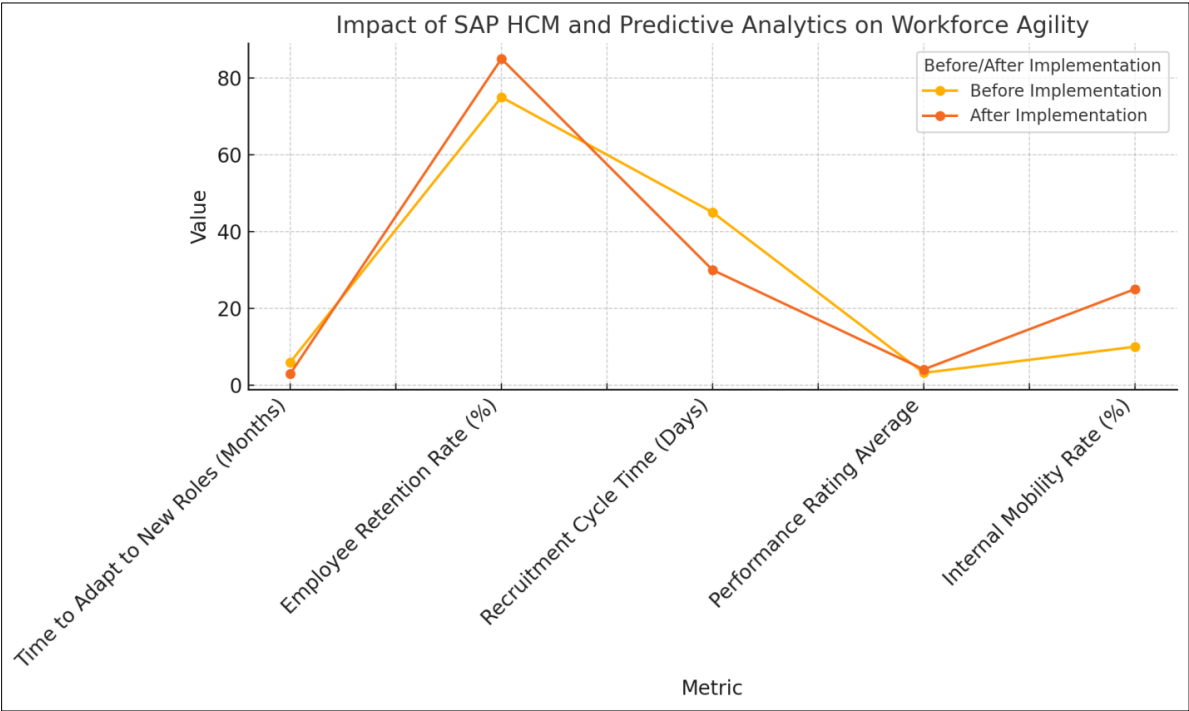 Impact of SAP HCM and Predictive Analytics on Workforce Agility
Before/After Implementation
Before Implementation
After Implementation
Value
80
60
40
20
0
Time to Adapt to New Roles (Months)
Employee Retention Rate (%)
Recruitment Cycle Time (Days)
Performance Rating Average
Internal Mobility Rate (%)
Metric